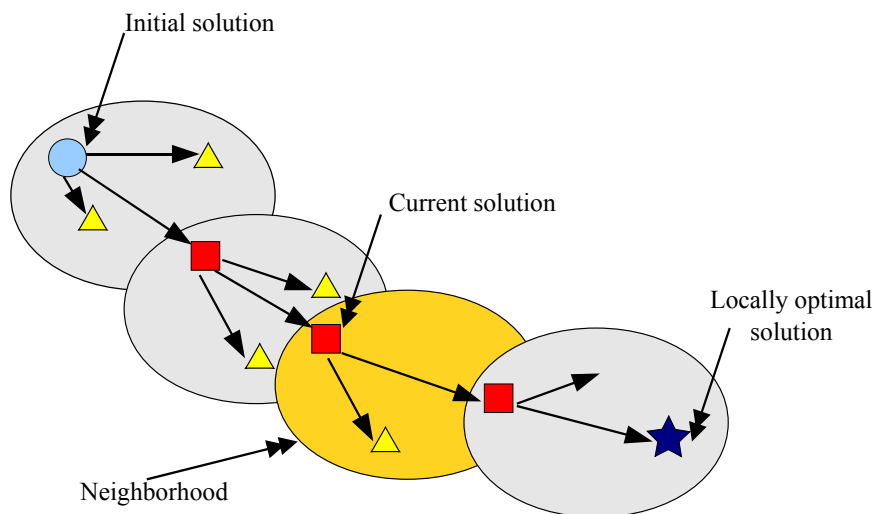 Initial solution
Current solution
Locally optimal
solution
Neighborhood